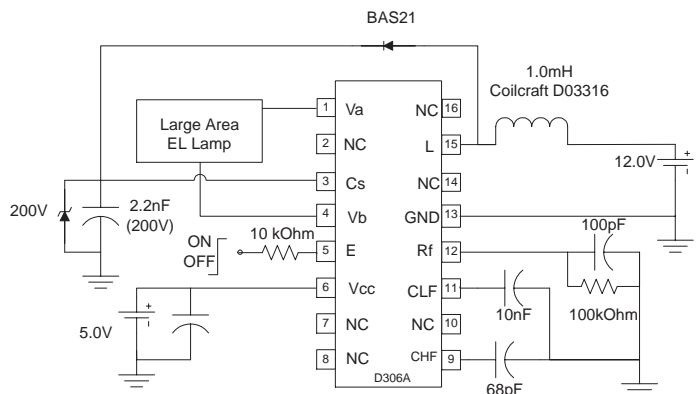 BAS21
1.0mH
Coilcraft D03316
Large Area
EL Lamp
1 Va
NC 16
2 NC
L 15
12.0V
3 Cs
NC 14
200V
2.2nF
(200V)
4 Vb
GND 13
100pF
ON
OFF
10 kOhm
5 E
Rf 12
6 Vcc
CLF 11
10nF
100kOhm
5.0V
7 NC
NC 10
8 NC
CHF 9
D306A
68pF
+
−
+
−